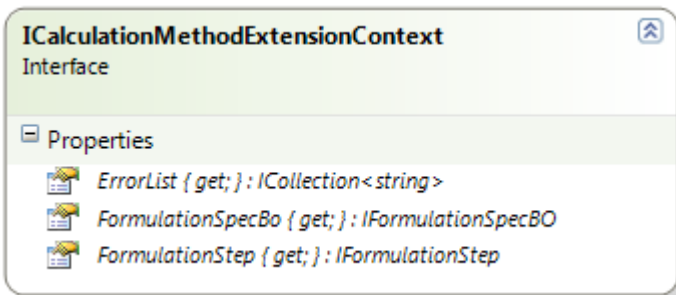 ICalculationMethodExtensionContext
Interface
Properties
ErrorList { get; } : ICollection<string>
FormulationSpecBo { get; } : IFormulationSpecBO
FormulationStep { get; } : IFormulationStep